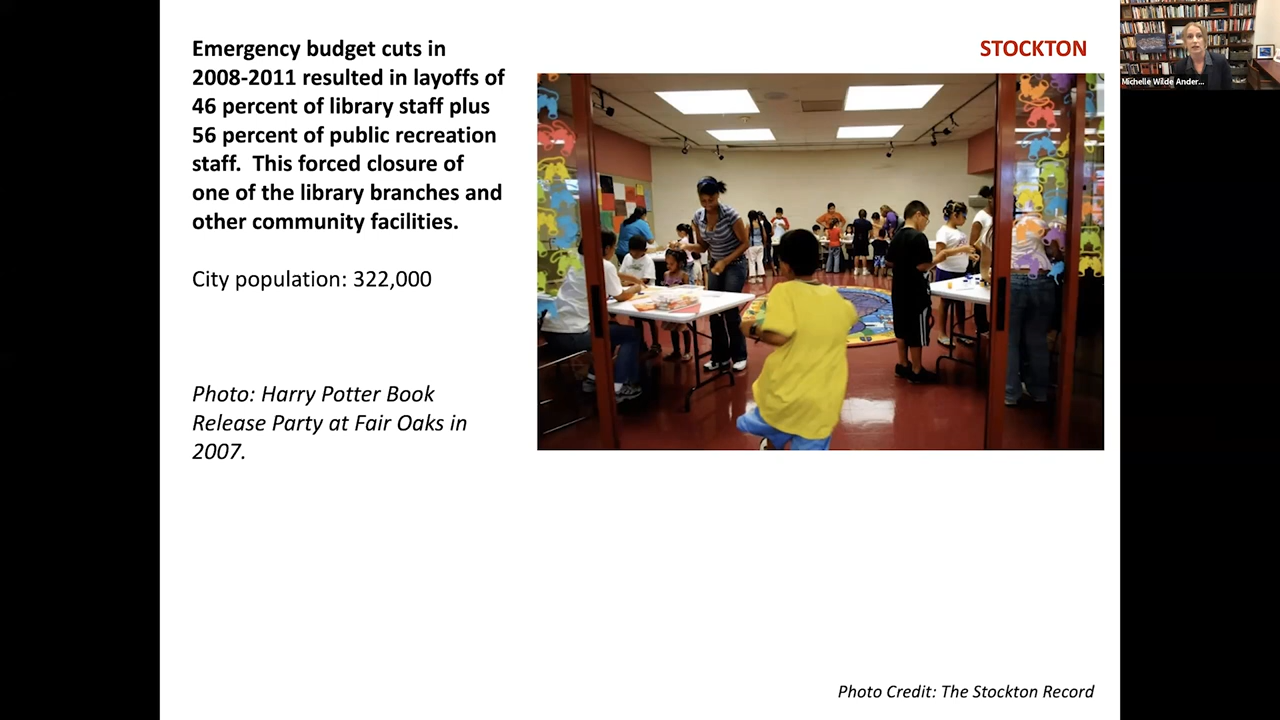 Emergency budget cuts in
2008-2011 resulted in layoffs of
46 percent of library staff plus
56 percent of public recreation
staff.  This forced closure of
one of the library branches and
other community facilities.
City population: 322,000
Photo: Harry Potter Book
Release Party at Fair Oaks in
2007.
STOCKTON
Michelle Wilde Ander...
Photo Credit: The Stockton Record